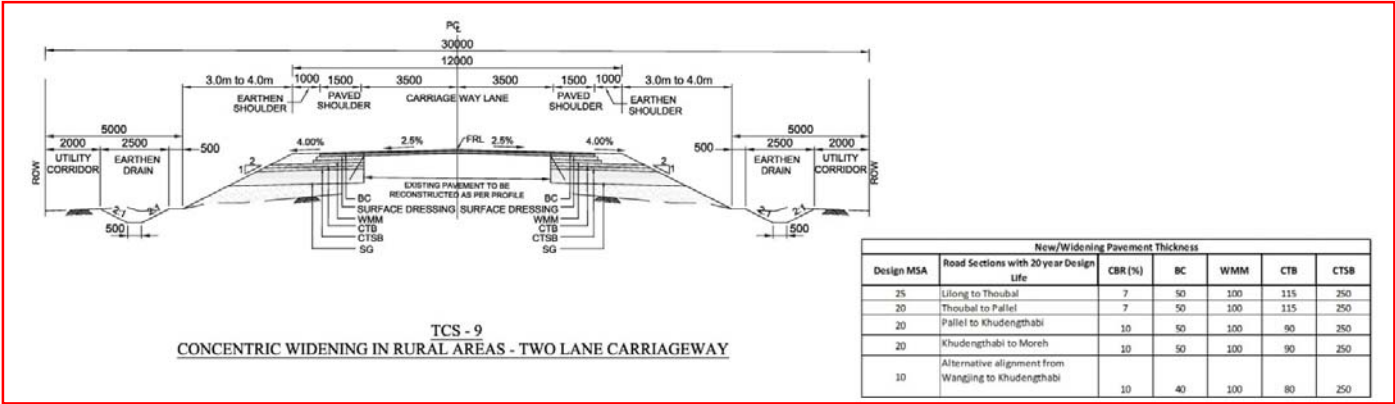 PG
℄
30000
12000
3.0m to 4.0m 1000 1500 3500 3500 1500 1000 3.0m to 4.0m
EARTHEN SHOULDER PAVED SHOULDER CARRIAGE WAY LANE PAVED SHOULDER EARTHEN SHOULDER
5000 5000
2000 2500 500 4.00% 2.5% FRL 2.5% 4.00% 500 2500 2000
UTILITY CORRIDOR EARTHEN DRAIN 1 2 2 1 EARTHEN DRAIN UTILITY CORRIDOR
ROW ROW
EXISTING PAVEMENT TO BE
RECONSTRUCTED AS PER PROFILE
2:1 2:1 BC BC 2:1 2:1
SURFACE DRESSING SURFACE DRESSING
WMM WMM
500 CTB CTB 500
CTSB CTSB
SG SG
TCS - 9
CONCENTRIC WIDENING IN RURAL AREAS - TWO LANE CARRIAGEWAY
New/Widening Pavement Thickness
Design MSA Road Sections with 20 year Design Life CBR (%) BC WMM CTB CTSB
25 Lilong to Thoubal 7 50 100 115 250
20 Thoubal to Pallel 7 50 100 115 250
20 Pallel to Khudengthabi 10 50 100 90 250
20 Khudengthabi to Moreh 10 50 100 90 250
10 Alternative alignment from Wangjing to Khudengthabi 10 40 100 80 250